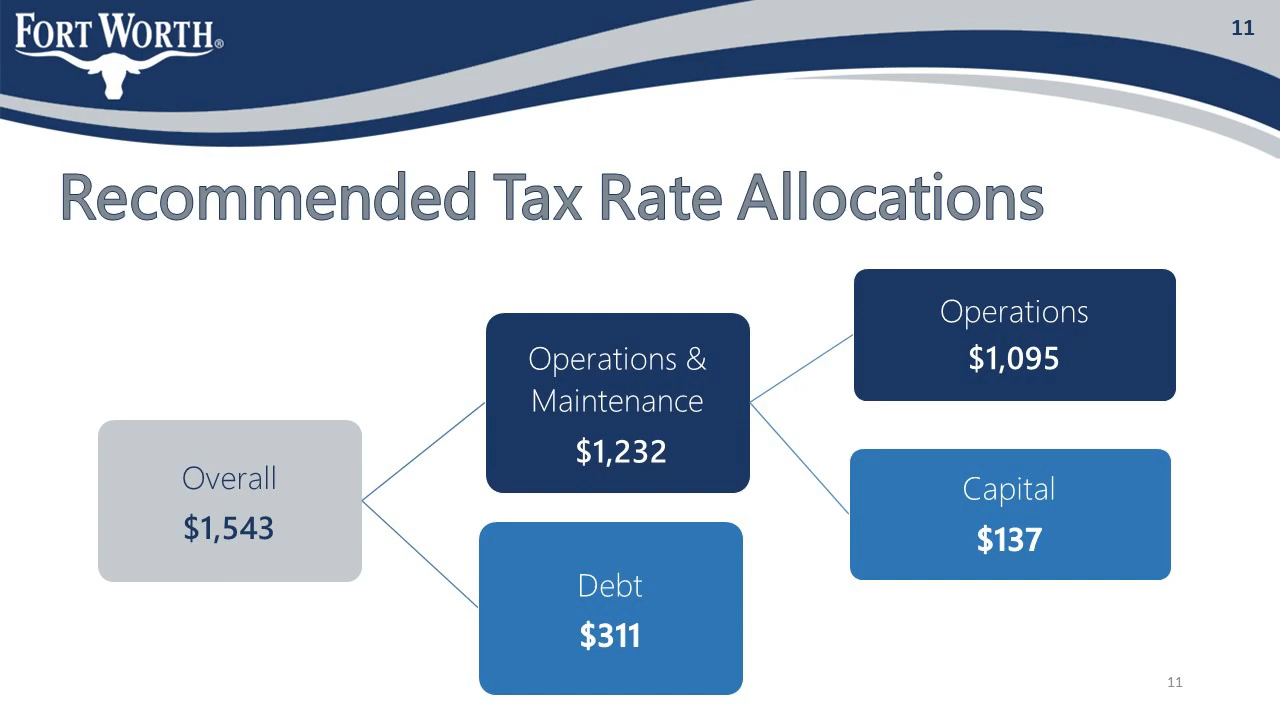 FORT WORTH®
11
Recommended Tax Rate Allocations
Overall
$1,543
Operations &
Maintenance
$1,232
Debt
$311
Operations
$1,095
Capital
$137
11